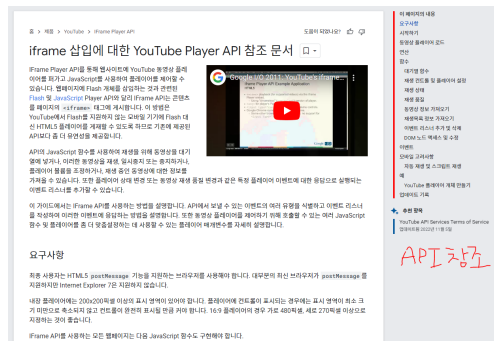 홈 > 제품 > YouTube > IFrame Player API
도움이 되었나요?
iframe 삽입에 대한 YouTube Player API 참조 문서
IFrame Player API를 통해 웹사이트에 YouTube 동영상 플레
이어를 퍼가고 JavaScript를 사용하여 플레이어를 제어할 수
있습니다. 웹페이지에 Flash 개체를 삽입하는 것과 관련된
Flash 및 JavaScript Player API와 달리 IFrame API는 콘텐츠
를 페이지의 <iframe> 태그에 게시합니다. 이 방법은
YouTube에서 Flash를 지원하지 않는 모바일 기기에 Flash 대
신 HTML5 플레이어를 게재할 수 있도록 하므로 기존에 제공된
API보다 좀 더 유연성을 제공합니다.
Google I/O 2011: YouTube's iframe...
API의 JavaScript 함수를 사용하여 재생을 위해 동영상을 대기
열에 넣거나, 이러한 동영상을 재생, 일시중지 또는 중지하거나,
플레이어 볼륨을 조정하거나, 재생 중인 동영상에 대한 정보를
가져올 수 있습니다. 또한 플레이어 상태 변경 또는 동영상 재생 품질 변경과 같은 특정 플레이어 이벤트에 대한 응답으로 실행되는
이벤트 리스너를 추가할 수 있습니다.
이 가이드에서는 IFrame API를 사용하는 방법을 설명합니다. API에서 보낼 수 있는 이벤트의 여러 유형을 식별하고 이벤트 리스너
를 작성하여 이러한 이벤트에 응답하는 방법을 설명합니다. 또한 동영상 플레이어를 제어하기 위해 호출할 수 있는 여러 JavaScript
함수 및 플레이어를 좀 더 맞춤설정하는 데 사용할 수 있는 플레이어 매개변수를 자세히 설명합니다.
요구사항
최종 사용자는 HTML5 postMessage 기능을 지원하는 브라우저를 사용해야 합니다. 대부분의 최신 브라우저가 postMessage 를
지원하지만 Internet Explorer 7은 지원하지 않습니다.
내장 플레이어에는 200x200픽셀 이상의 표시 영역이 있어야 합니다. 플레이어에 컨트롤이 표시되는 경우에는 표시 영역이 최소 크
기 미만으로 축소되지 않고 컨트롤이 완전히 표시될 만큼 커야 합니다. 16:9 플레이어의 경우 가로 480픽셀, 세로 270픽셀 이상으로
지정하는 것이 좋습니다.
IFrame API를 사용하는 모든 웹페이지는 다음 JavaScript 함수도 구현해야 합니다.
이 페이지의 내용
요구사항
시작하기
동영상 플레이어 로드
연산
함수
대기열 함수
재생 컨트롤 및 플레이어 설정
재생 상태
재생 품질
동영상 정보 가져오기
재생목록 정보 가져오기
이벤트 리스너 추가 및 삭제
DOM 노드 액세스 및 수정
이벤트
모바일 고려사항
자동 재생 및 스크립트 재생
예
YouTube 플레이어 개체 만들기
업데이트 기록
추천 항목
YouTube API Services Terms of Service
업데이트됨 2022년 11월 3일
API참조